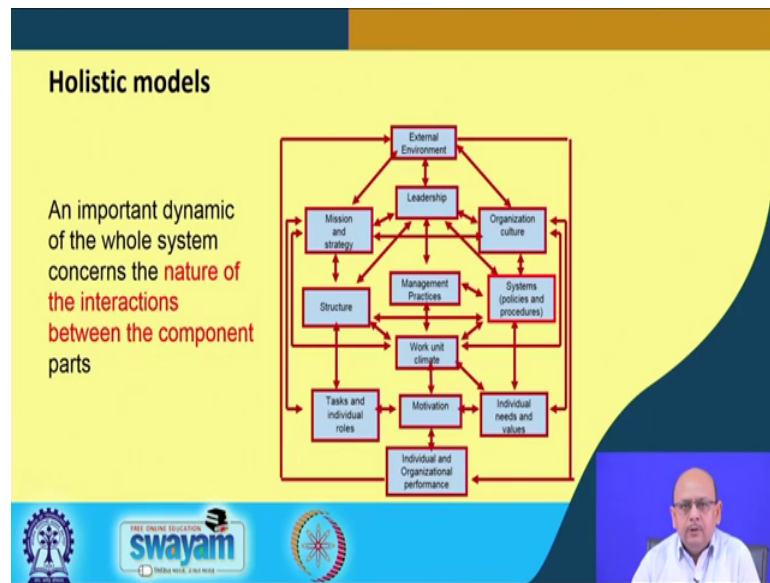 Holistic models
An important dynamic
of the whole system
concerns the nature of
the interactions
between the component
parts
External
Environment
Leadership
Mission
and
strategy
Organization
culture
Management
Practices
Structure
Systems
(policies and
procedures)
Work unit
climate
Tasks and
individual
roles
Motivation
Individual
needs and
values
Individual and
Organizational
performance
FREE ONLINE EDUCATION
swayam